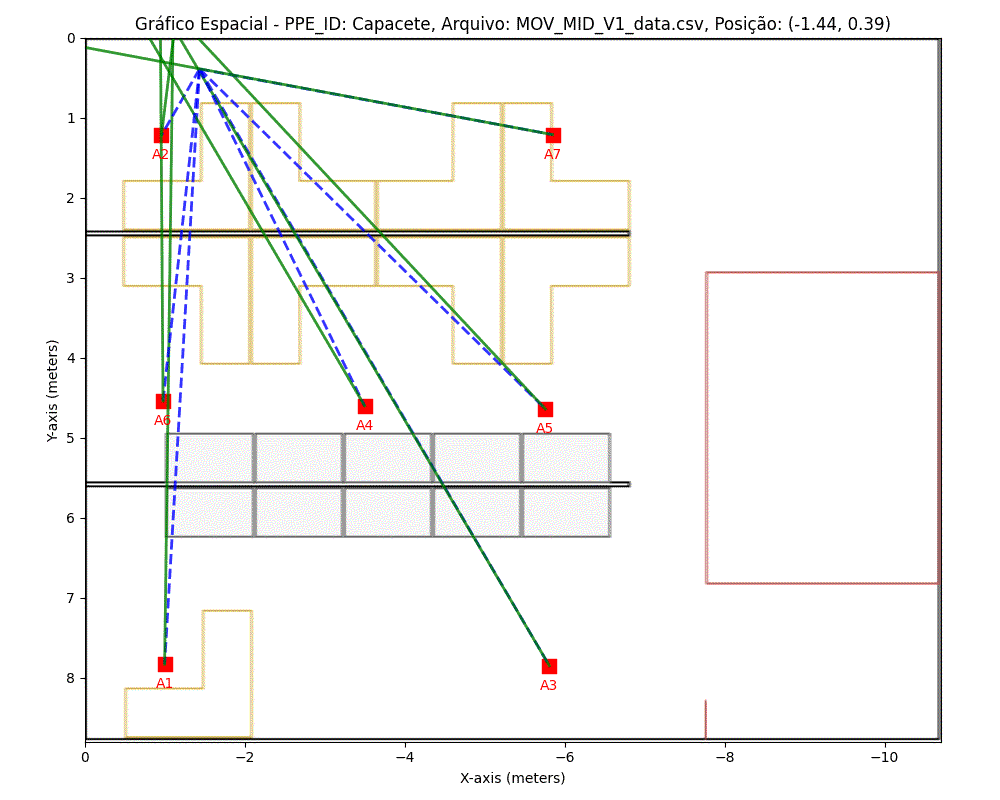 Gráfico Espacial - PPE_ID: Capacete, Arquivo: MOV_MID_V1_data.csv, Posição: (-1.44, 0.39)
0
1
2
3
4
5
6
7
8
Y-axis (meters)
A2
A7
A6
A4
A5
A1
A3
0
−2
−4
−6
−8
−10
X-axis (meters)